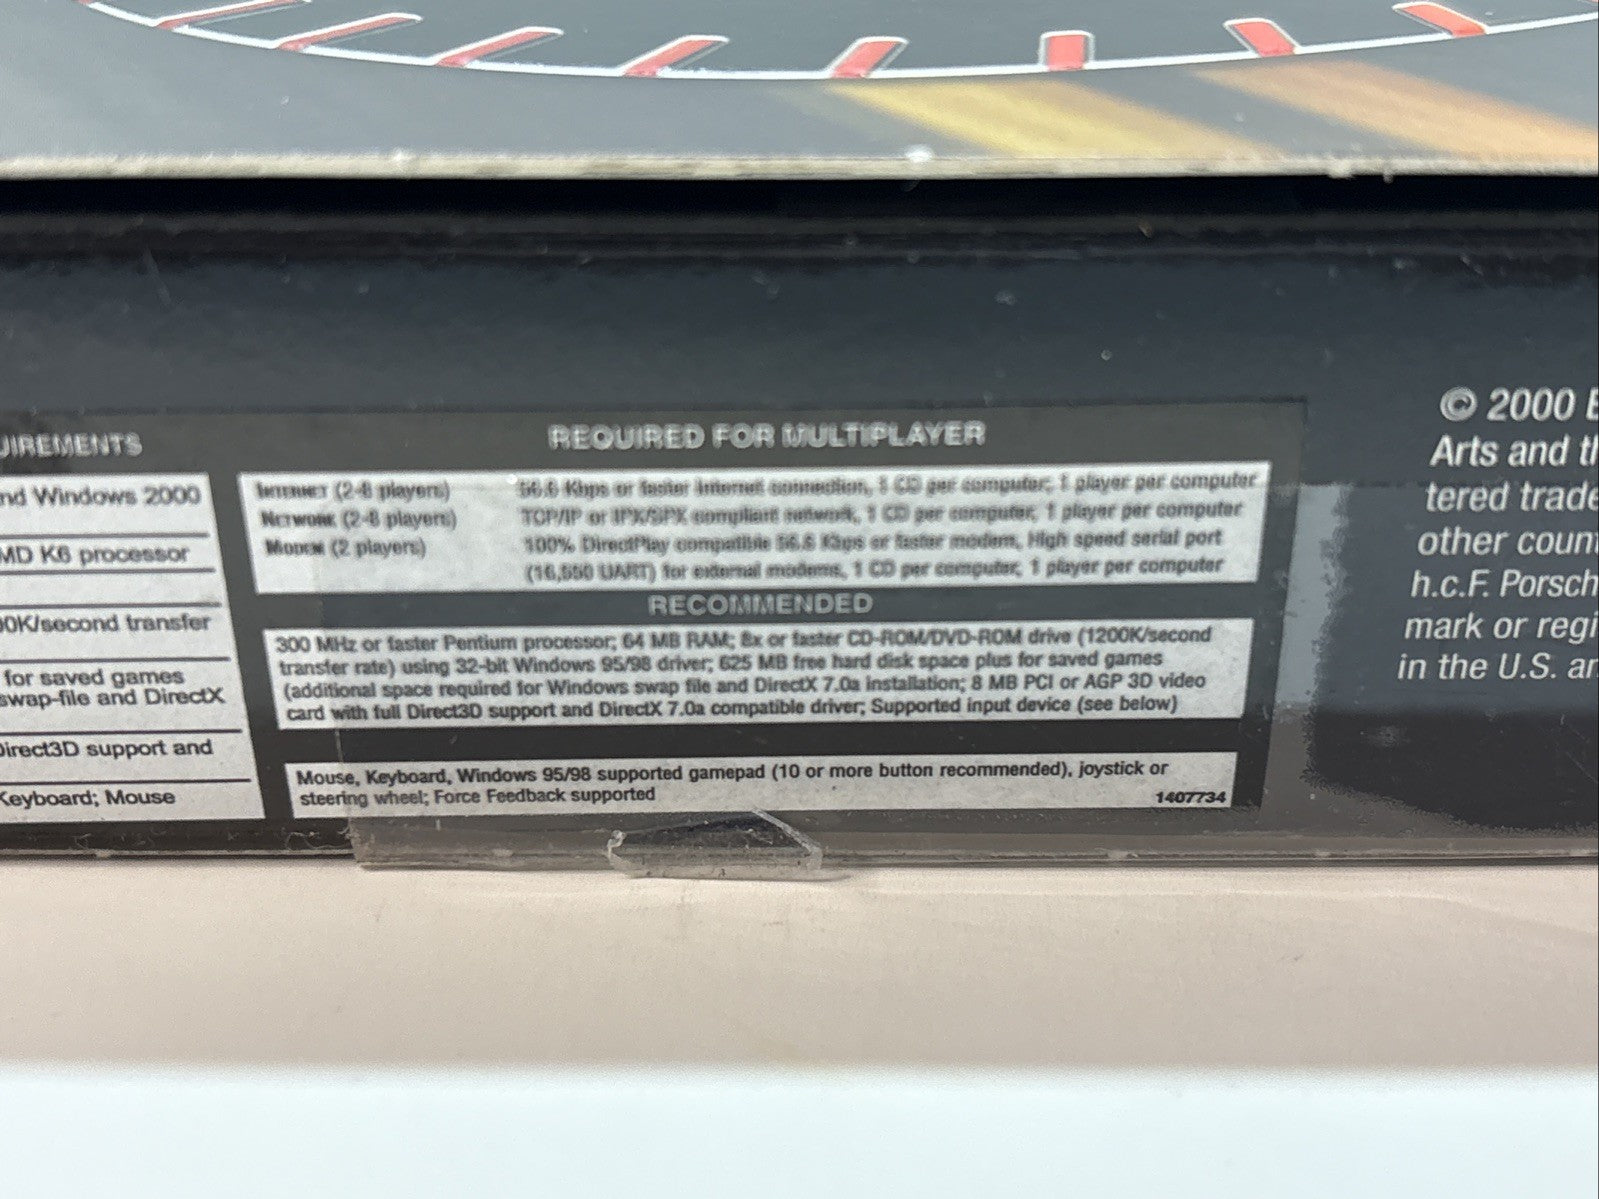 UIREMENTS
nd Windows 2000
MD K6 processor
0K/second transfer
for saved games
swap-file and DirectX
Direct3D support and
Keyboard; Mouse
REQUIRED FOR MULTIPLAYER
INTERNET (2-8 players) 56.6 Kbps or faster Internet connection, 1 CD per computer, 1 player per computer
NETWORK (2-8 players) TCP/IP or IPX/SPX compliant network, 1 CD per computer, 1 player per computer
MODEM (2 players) 100% DirectPlay compatible 56.6 Kbps or faster modem, High speed serial port
(16,550 UART) for external modems, 1 CD per computer, 1 player per computer
RECOMMENDED
300 MHz or faster Pentium processor; 64 MB RAM; 8x or faster CD-ROM/DVD-ROM drive (1200K/second
transfer rate) using 32-bit Windows 95/98 driver; 625 MB free hard disk space plus for saved games
(additional space required for Windows swap file and DirectX 7.0a installation; 8 MB PCI or AGP 3D video
card with full Direct3D support and DirectX 7.0a compatible driver; Supported input device (see below)
Mouse, Keyboard, Windows 95/98 supported gamepad (10 or more button recommended), joystick or
steering wheel; Force Feedback supported
1407734
© 2000 E
Arts and th
tered trade
other coun
h.c.F. Porsch
mark or regi
in the U.S. an